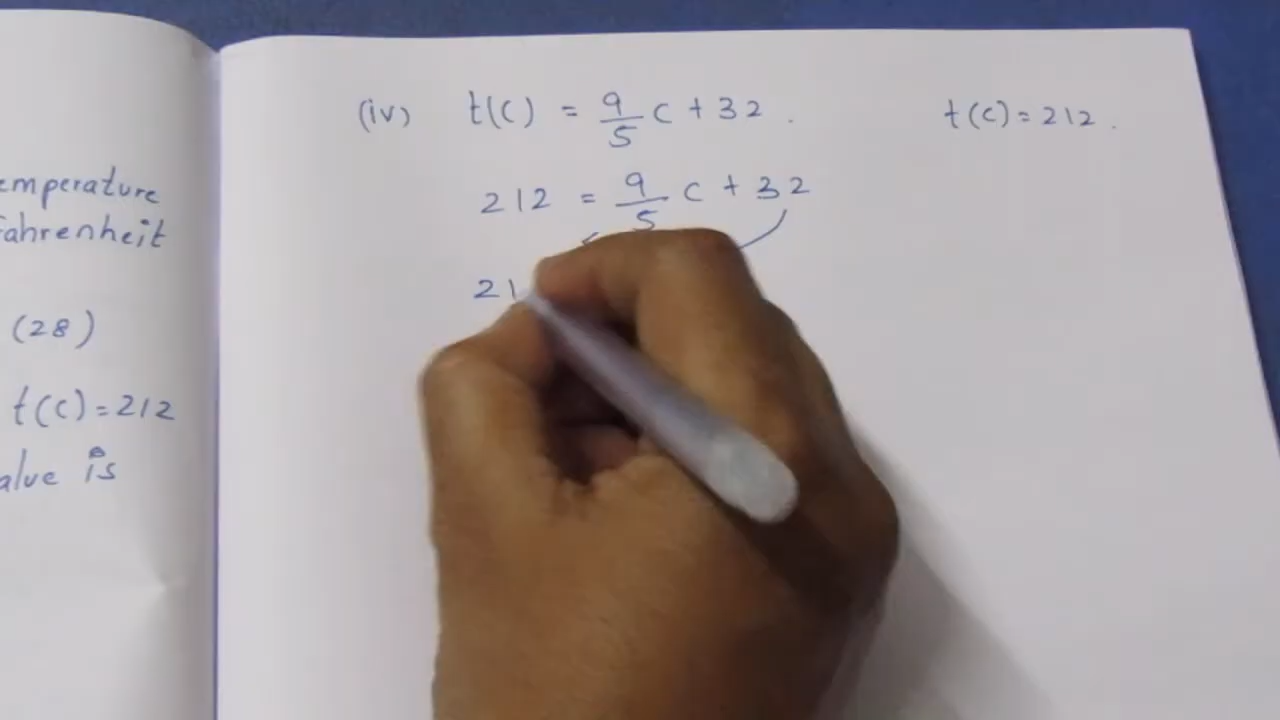 emperature
ahrenheit
(28)
t(c)=212
alue is
(iv) t(c) = 9/5 c + 32 .
t(c) = 212 .
212 = 9/5 c + 32
21